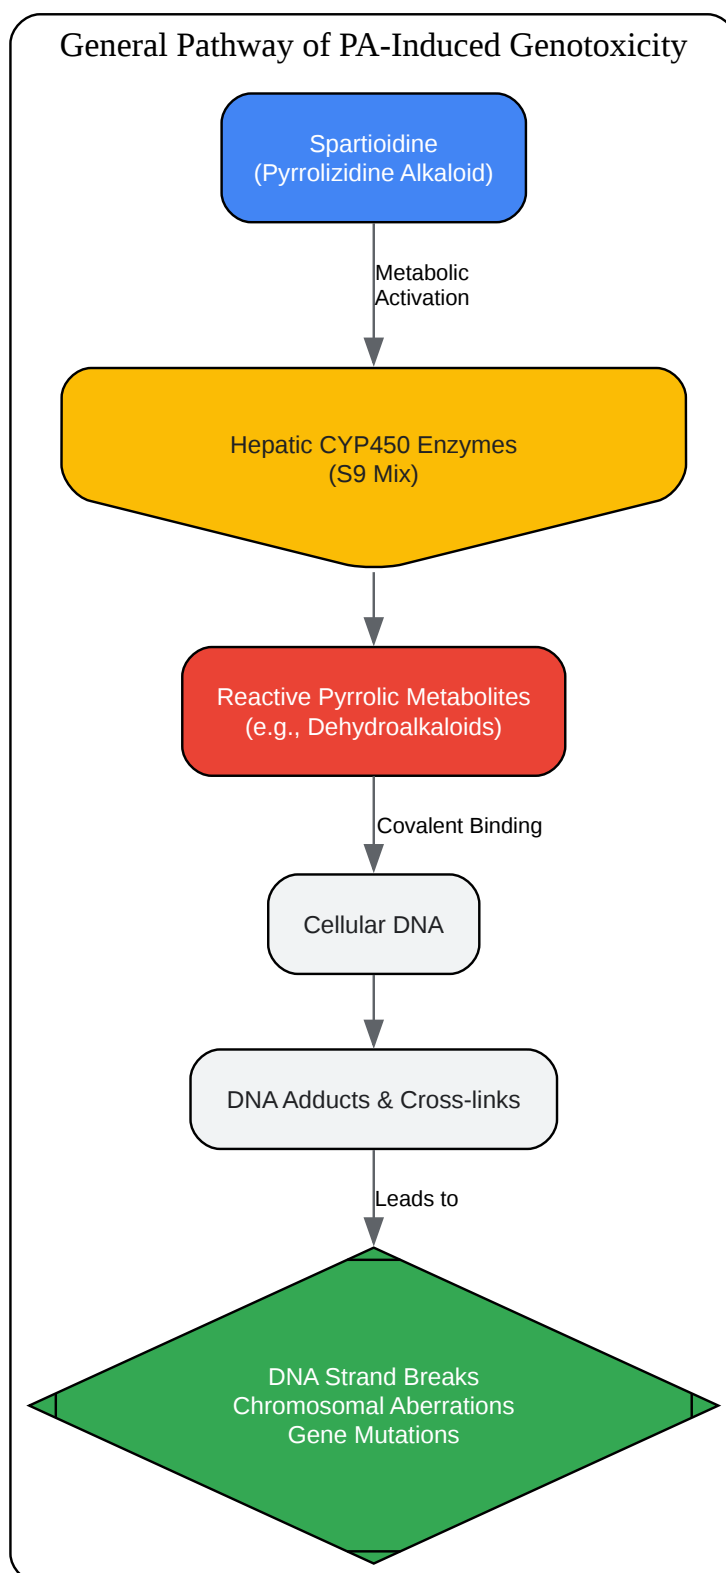 General Pathway of PA-Induced Genotoxicity
Spartioidine
(Pyrrolizidine Alkaloid)
Metabolic
Activation
Hepatic CYP450 Enzymes
(S9 Mix)
Reactive Pyrrolic Metabolites
(e.g., Dehydroalkaloids)
Covalent Binding
Cellular DNA
DNA Adducts & Cross-links
Leads to
DNA Strand Breaks
Chromosomal Aberrations
Gene Mutations